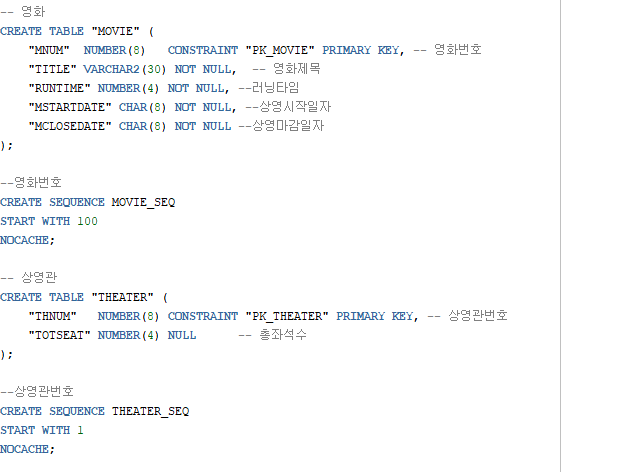 -- 영화
CREATE TABLE "MOVIE" (
"MNUM" NUMBER(8) CONSTRAINT "PK_MOVIE" PRIMARY KEY, -- 영화번호
"TITLE" VARCHAR2(30) NOT NULL, -- 영화제목
"RUNTIME" NUMBER(4) NOT NULL, --러닝타임
"MSTARTDATE" CHAR(8) NOT NULL, --상영시작일자
"MCLOSEDATE" CHAR(8) NOT NULL --상영마감일자
);
--영화번호
CREATE SEQUENCE MOVIE_SEQ
START WITH 100
NOCACHE;
-- 상영관
CREATE TABLE "THEATER" (
"THNUM" NUMBER(8) CONSTRAINT "PK_THEATER" PRIMARY KEY, -- 상영관번호
"TOTSEAT" NUMBER(4) NULL -- 총좌석수
);
--상영관번호
CREATE SEQUENCE THEATER_SEQ
START WITH 1
NOCACHE;